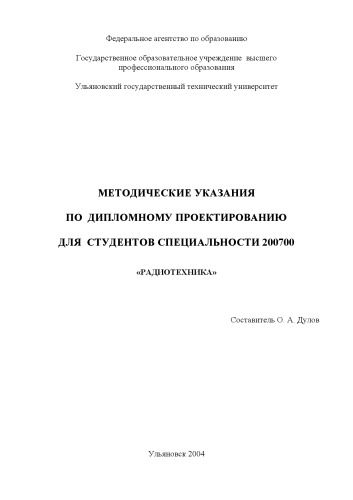 Федеральное агентство по образованию
Государственное образовательное учреждение высшего
профессионального образования
Ульяновский государственный технический университет
МЕТОДИЧЕСКИЕ УКАЗАНИЯ
ПО ДИПЛОМНОМУ ПРОЕКТИРОВАНИЮ
ДЛЯ СТУДЕНТОВ СПЕЦИАЛЬНОСТИ 200700
«РАДИОТЕХНИКА»
Составитель О. А. Дулов
Ульяновск 2004